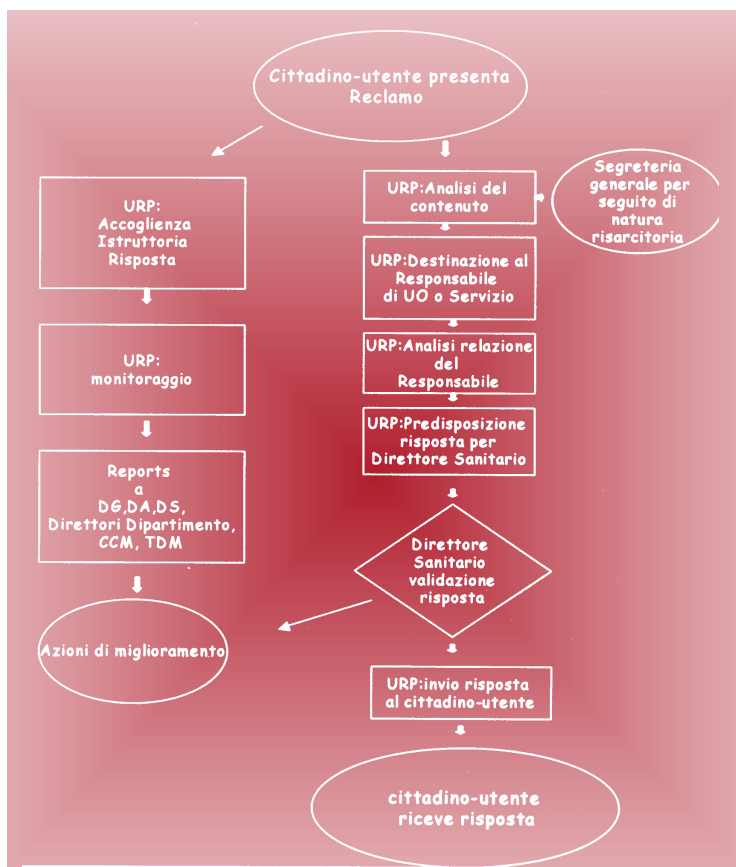 Cittadino-utente presenta
Reclamo
URP:
Accoglienza
Istruttoria
Risposta
URP:
monitoraggio
Reports
a
DG,DA,DS,
Direttori Dipartimento,
CCM, TDM
Azioni di miglioramento
URP:Analisi del
contenuto
Segreteria
generale per
seguito di
natura
risarcitoria
URP:Destinazione al
Responsabile
di UO o Servizio
URP:Analisi relazione
del
Responsabile
URP:Predisposizione
risposta per
Direttore Sanitario
Direttore
Sanitario
validazione
risposta
URP:invio risposta
al cittadino-utente
cittadino-utente
riceve risposta